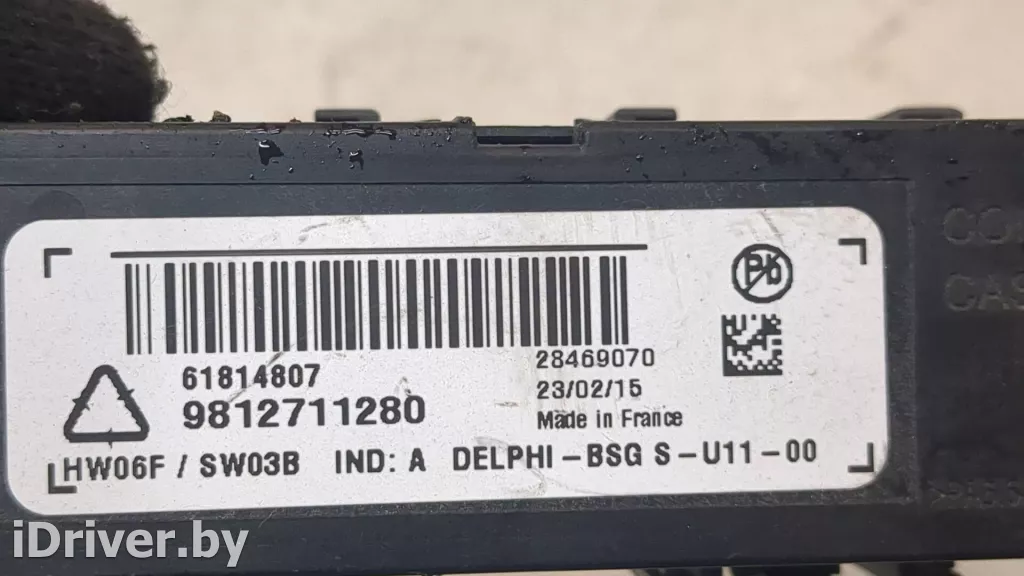 28469070
61814807
23/02/15
9812711280
Made in France
HW06F / SW03B IND: A DELPHI-BSG S-U11-00
Pb
iDriver.by